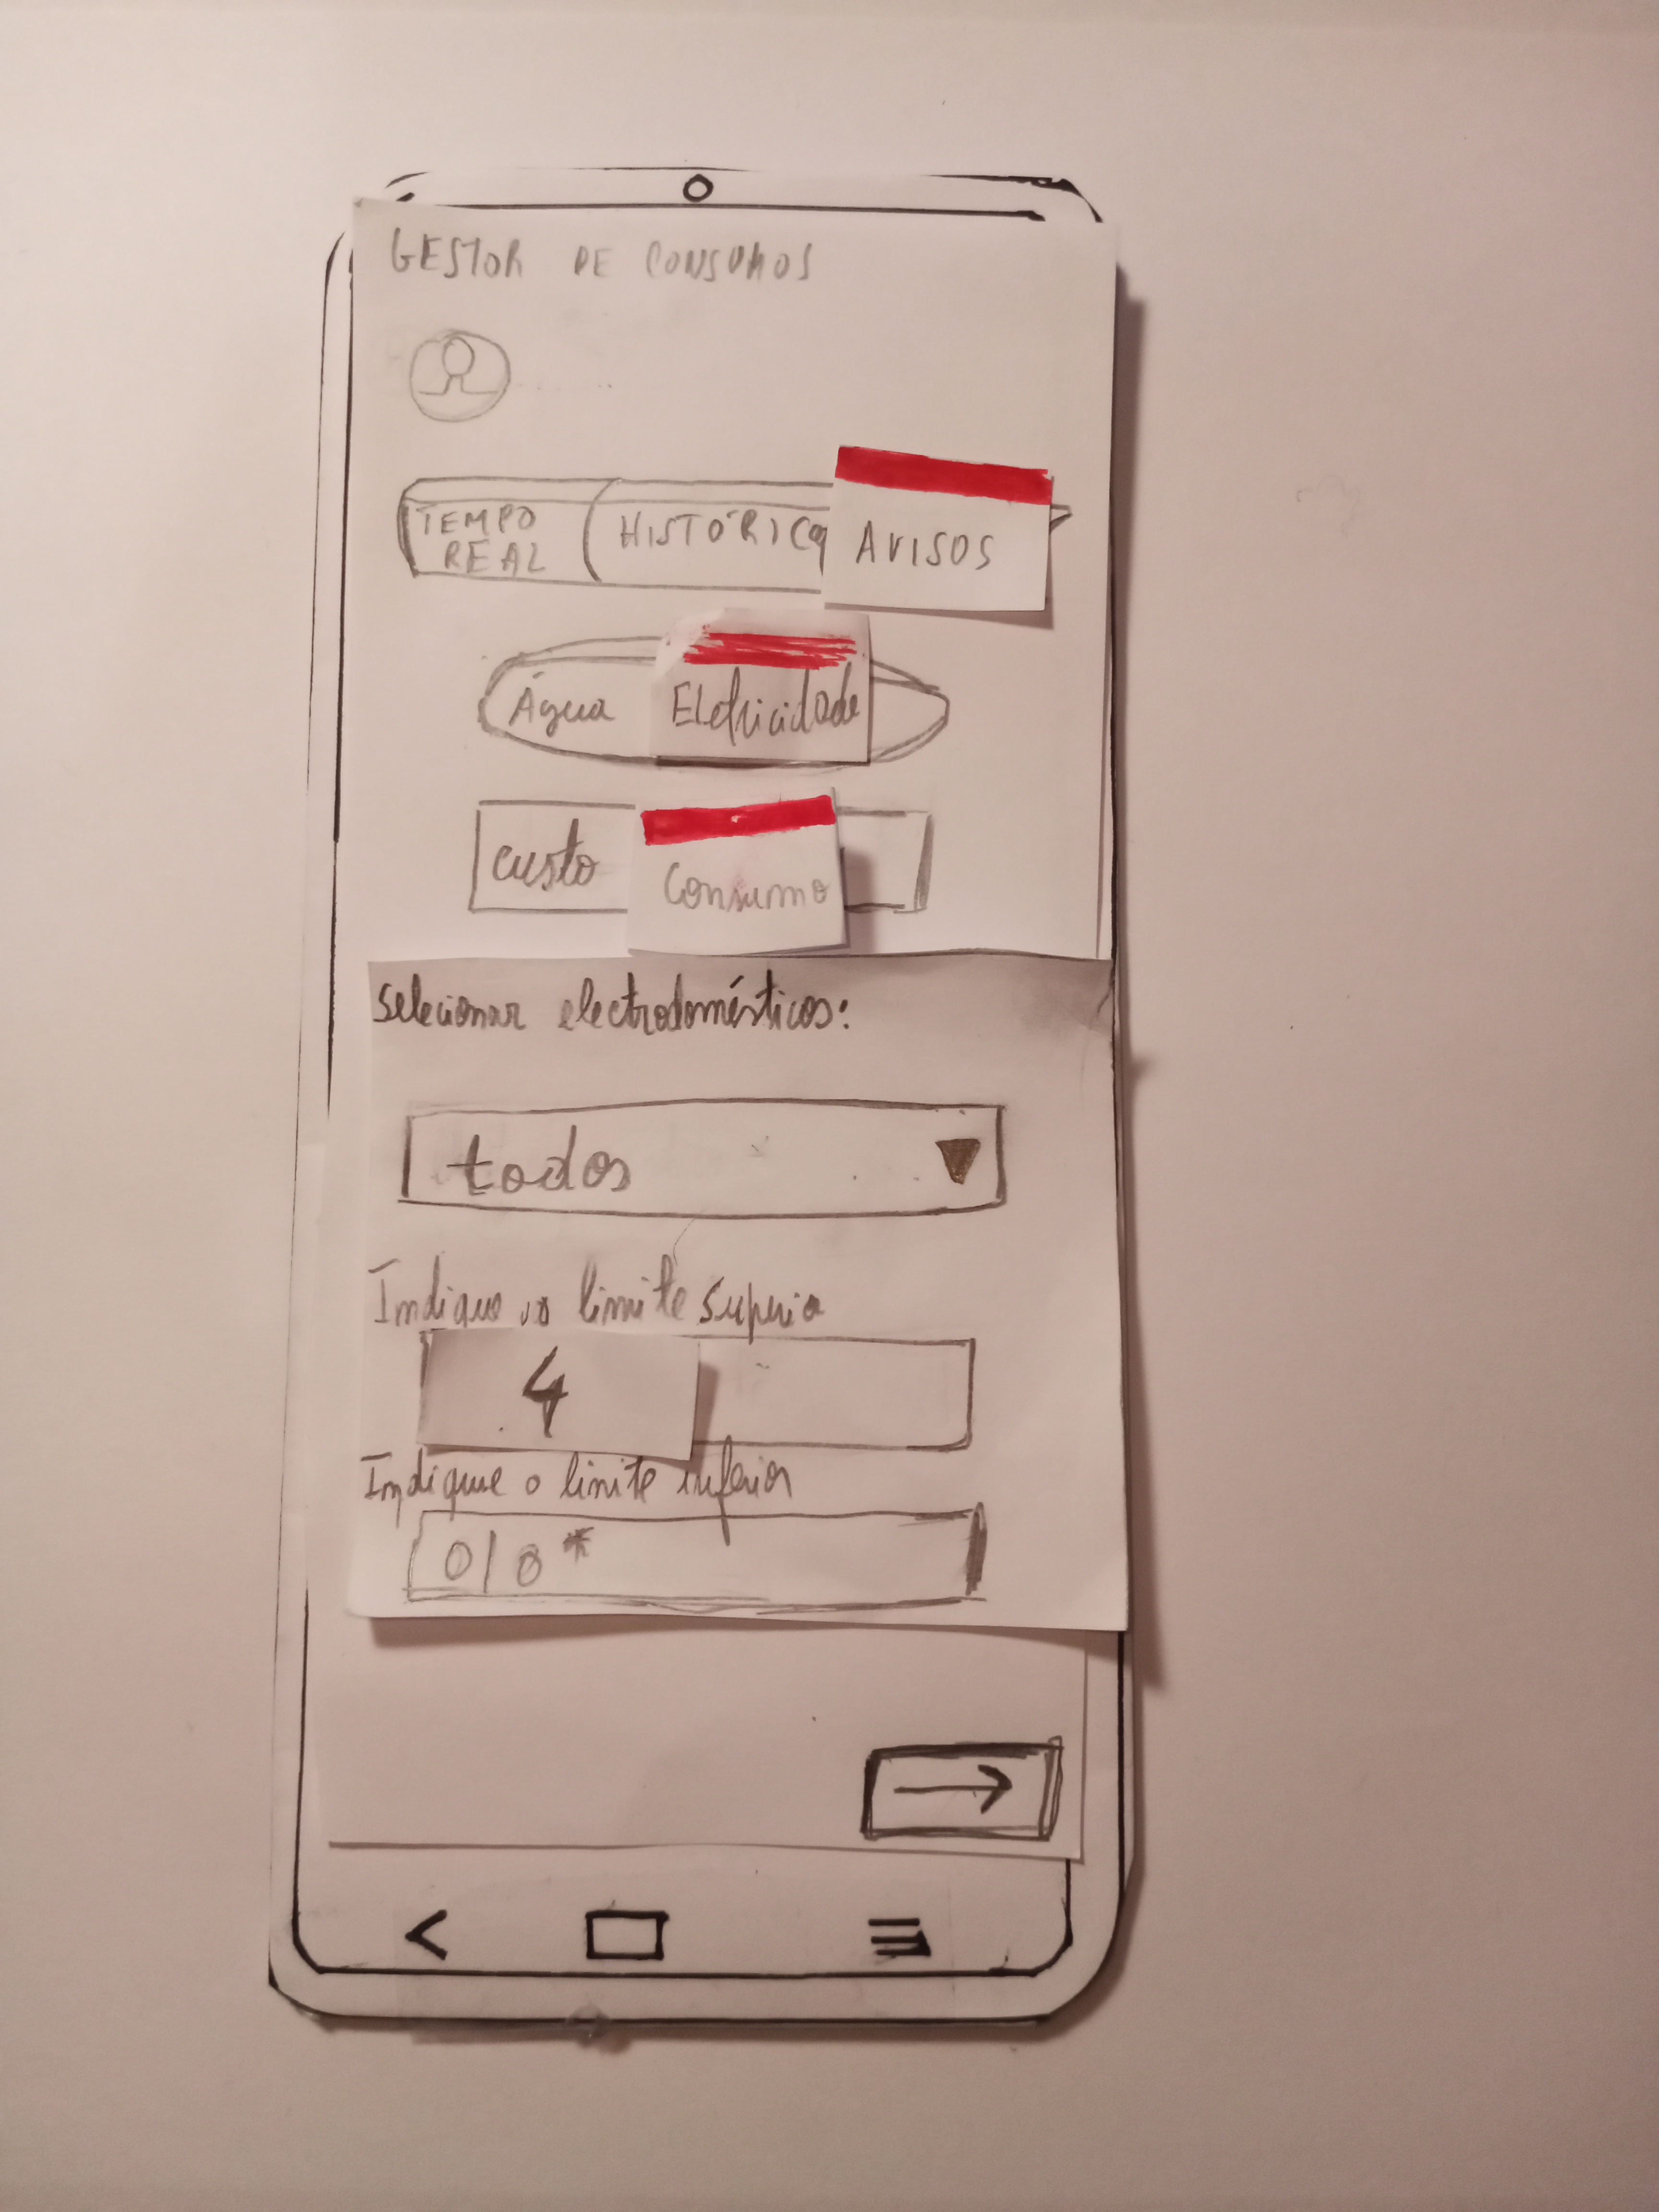 GESTOR DE CONSUMOS
TEMPO REAL HISTÓRICO AVISOS
Água Eletricidade
custo Consumo
Selecionar electrodomésticos:
todos
Indique o limite superior
4
Indique o limite inferior
0|0*